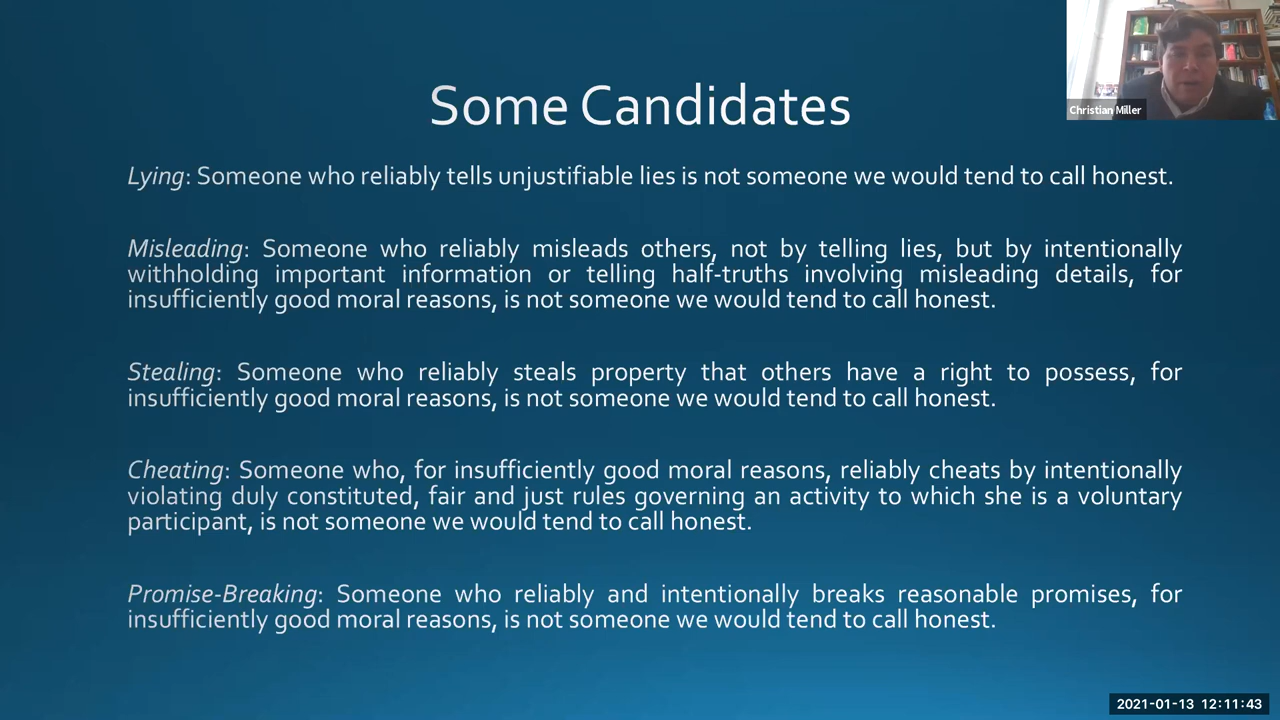 Some Candidates
Christian Miller
Lying: Someone who reliably tells unjustifiable lies is not someone we would tend to call honest.
Misleading: Someone who reliably misleads others, not by telling lies, but by intentionally
withholding important information or telling half-truths involving misleading details, for
insufficiently good moral reasons, is not someone we would tend to call honest.
Stealing: Someone who reliably steals property that others have a right to possess, for
insufficiently good moral reasons, is not someone we would tend to call honest.
Cheating: Someone who, for insufficiently good moral reasons, reliably cheats by intentionally
violating duly constituted, fair and just rules governing an activity to which she is a voluntary
participant, is not someone we would tend to call honest.
Promise-Breaking: Someone who reliably and intentionally breaks reasonable promises, for
insufficiently good moral reasons, is not someone we would tend to call honest.
2021-01-13 12:11:43